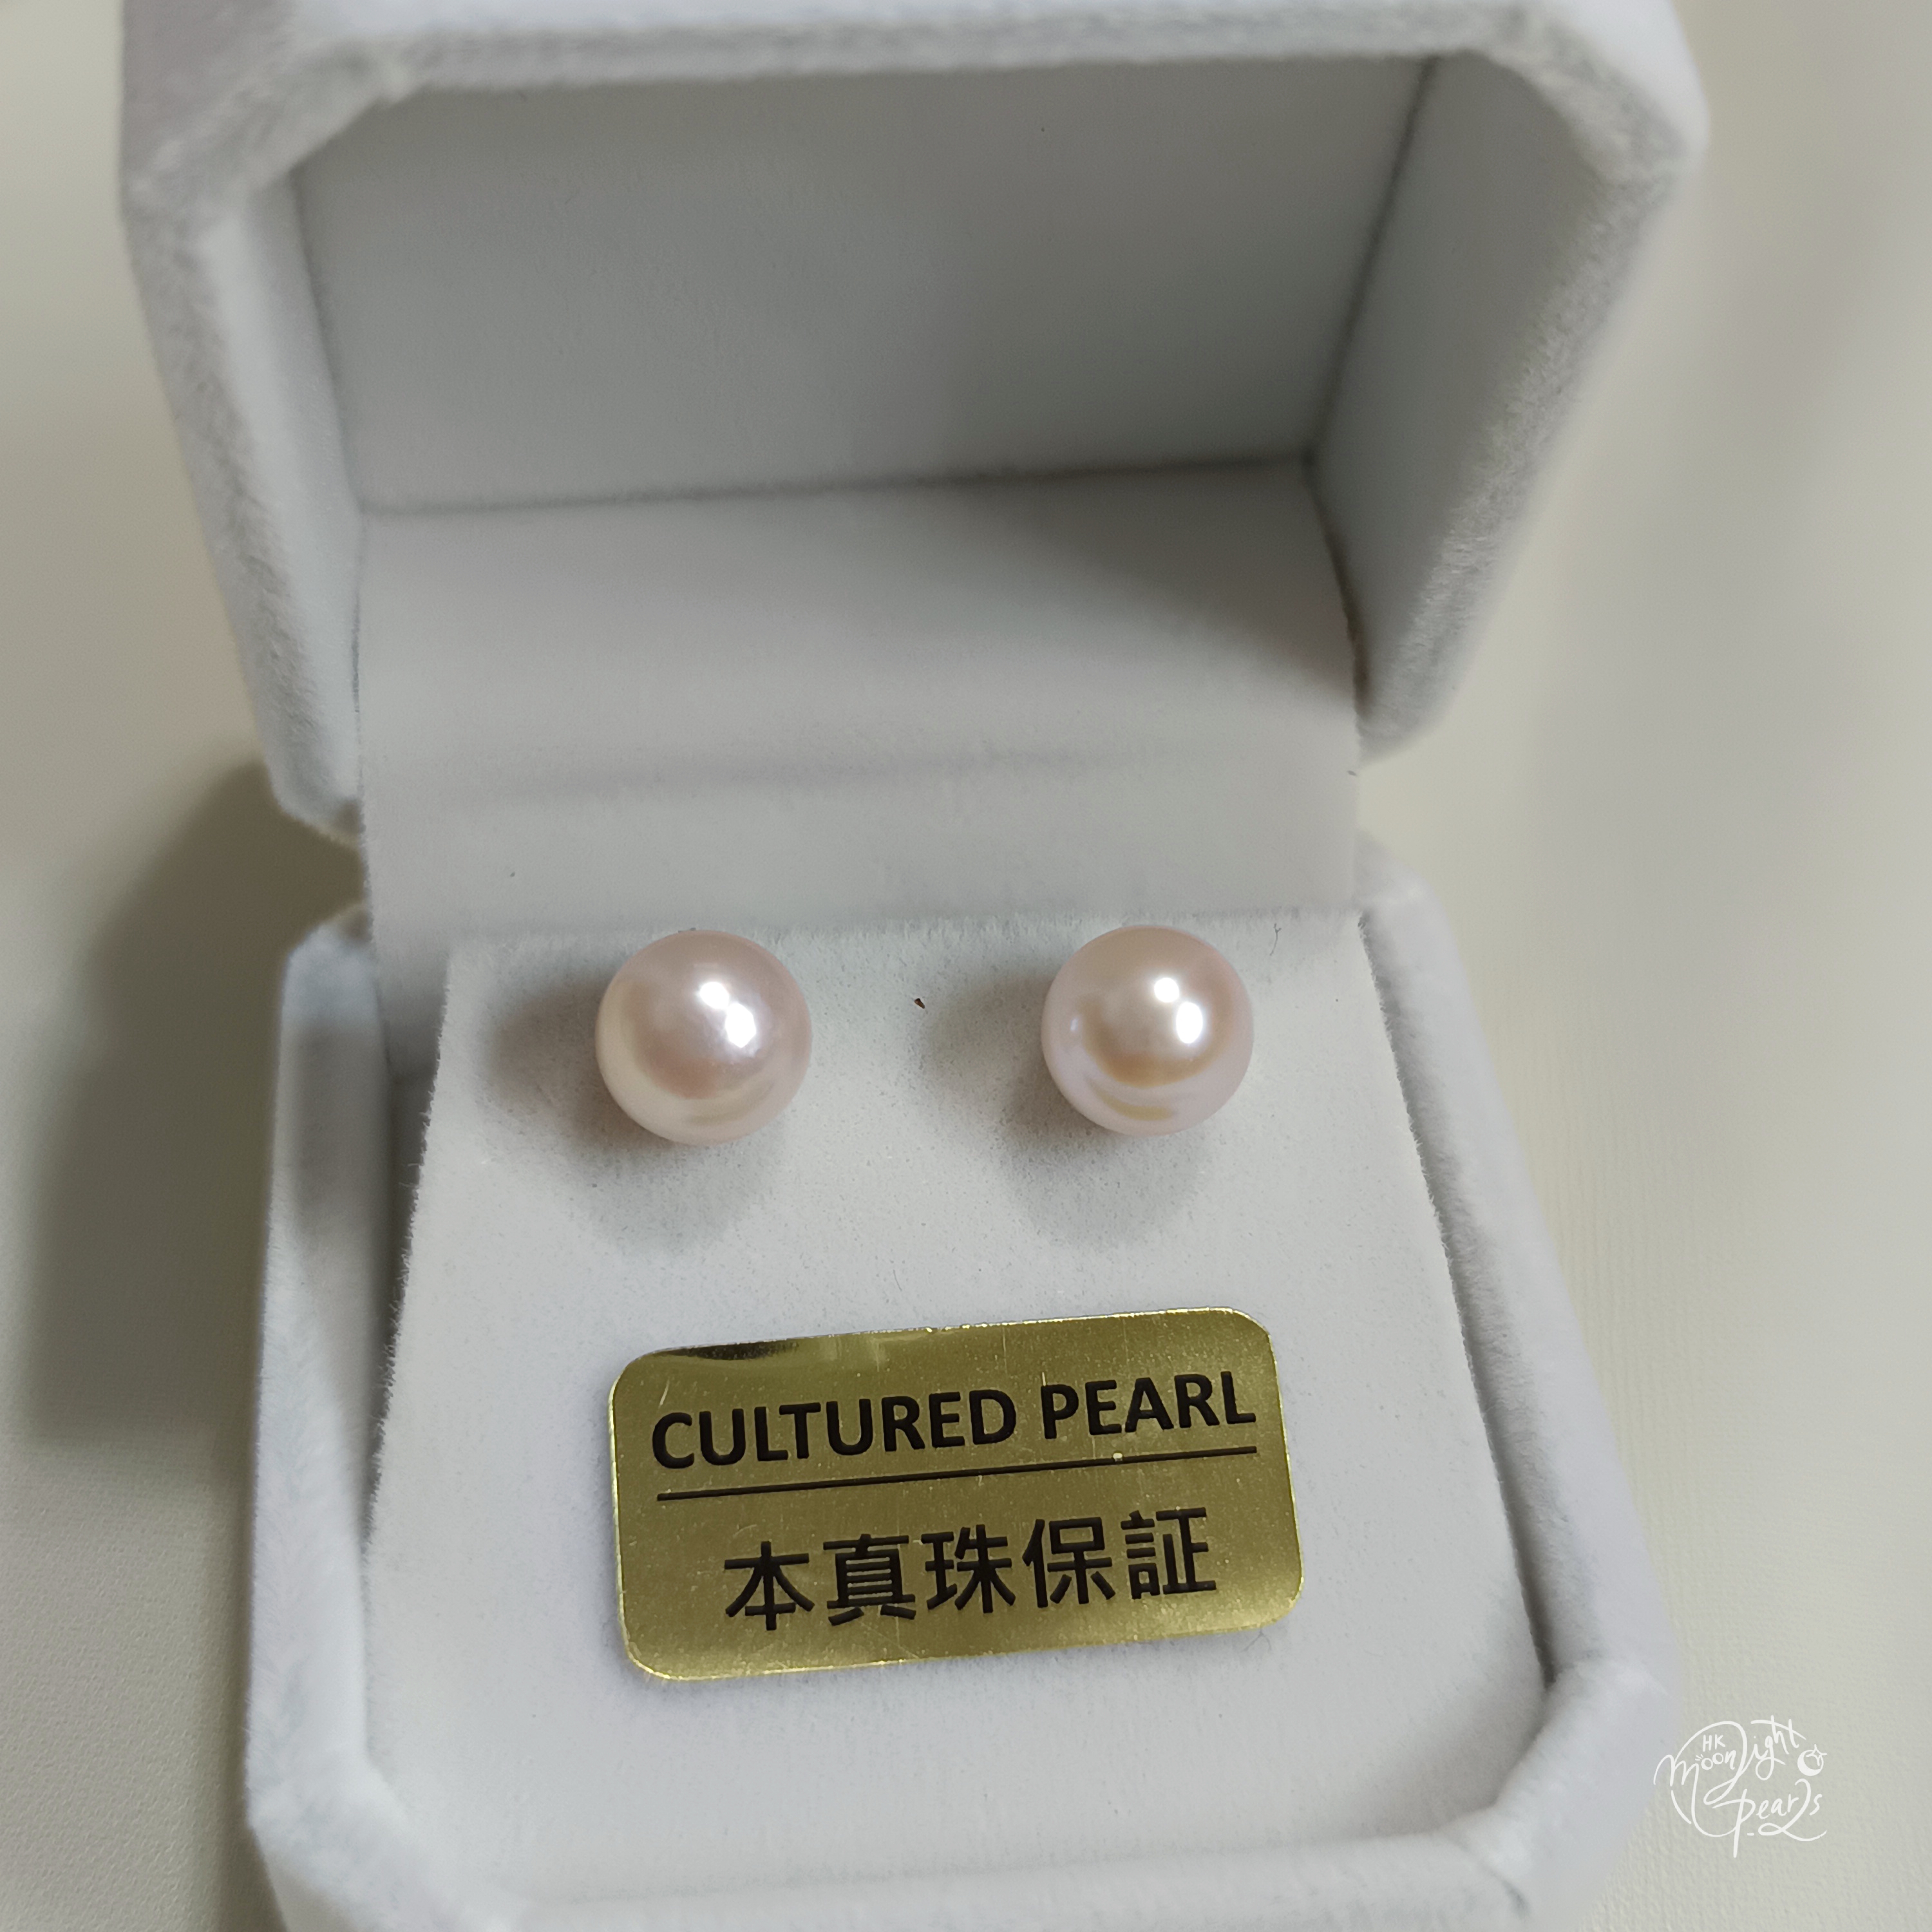 CULTURED PEARL
本真珠保証
HK
Moonlight
Pearls